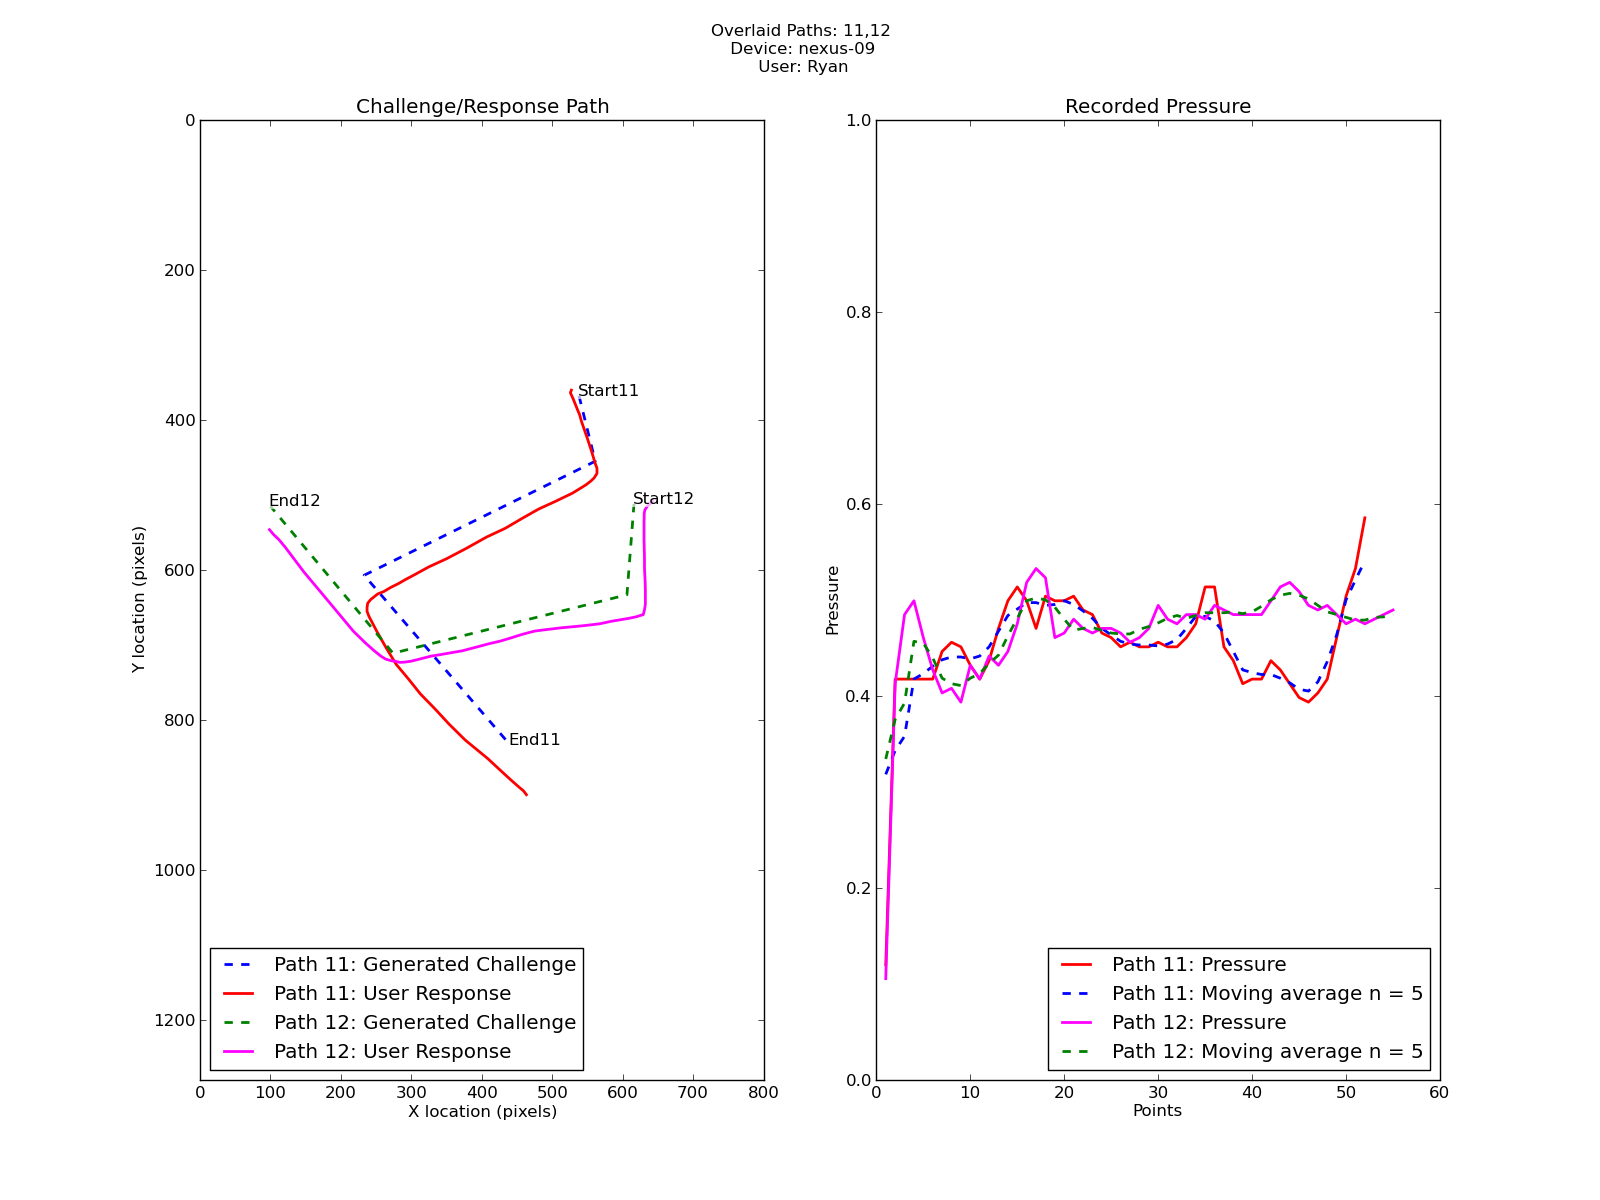 Overlaid Paths: 11,12
Device: nexus-09
User: Ryan
Challenge/Response Path
0
200
400
600
800
1000
1200
Y location (pixels)
Start11
End12
Start12
End11
Path 11: Generated Challenge
Path 11: User Response
Path 12: Generated Challenge
Path 12: User Response
0 100 200 300 400 500 600 700 800
X location (pixels)
Recorded Pressure
1.0
0.8
0.6
0.4
0.2
0.0
Pressure
Path 11: Pressure
Path 11: Moving average n = 5
Path 12: Pressure
Path 12: Moving average n = 5
0 10 20 30 40 50 60
Points